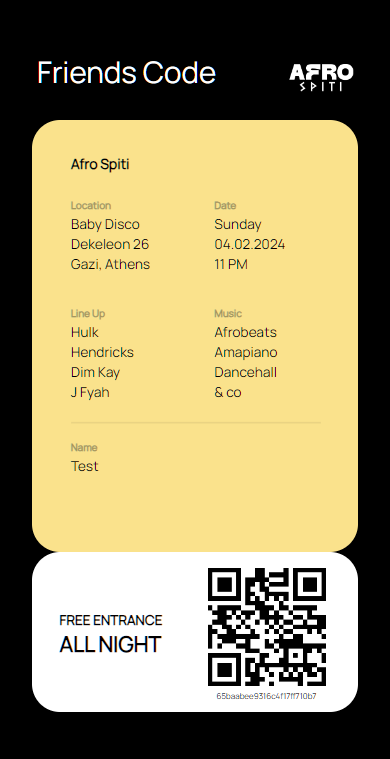 Friends Code
AFRO
SPITI
Afro Spiti
Location
Baby Disco
Dekeleon 26
Gazi, Athens
Date
Sunday
04.02.2024
11 PM
Line Up
Hulk
Hendricks
Dim Kay
J Fyah
Music
Afrobeats
Amapiano
Dancehall
& co
Name
Test
FREE ENTRANCE
ALL NIGHT
65baabee9316c4f17ff710b7